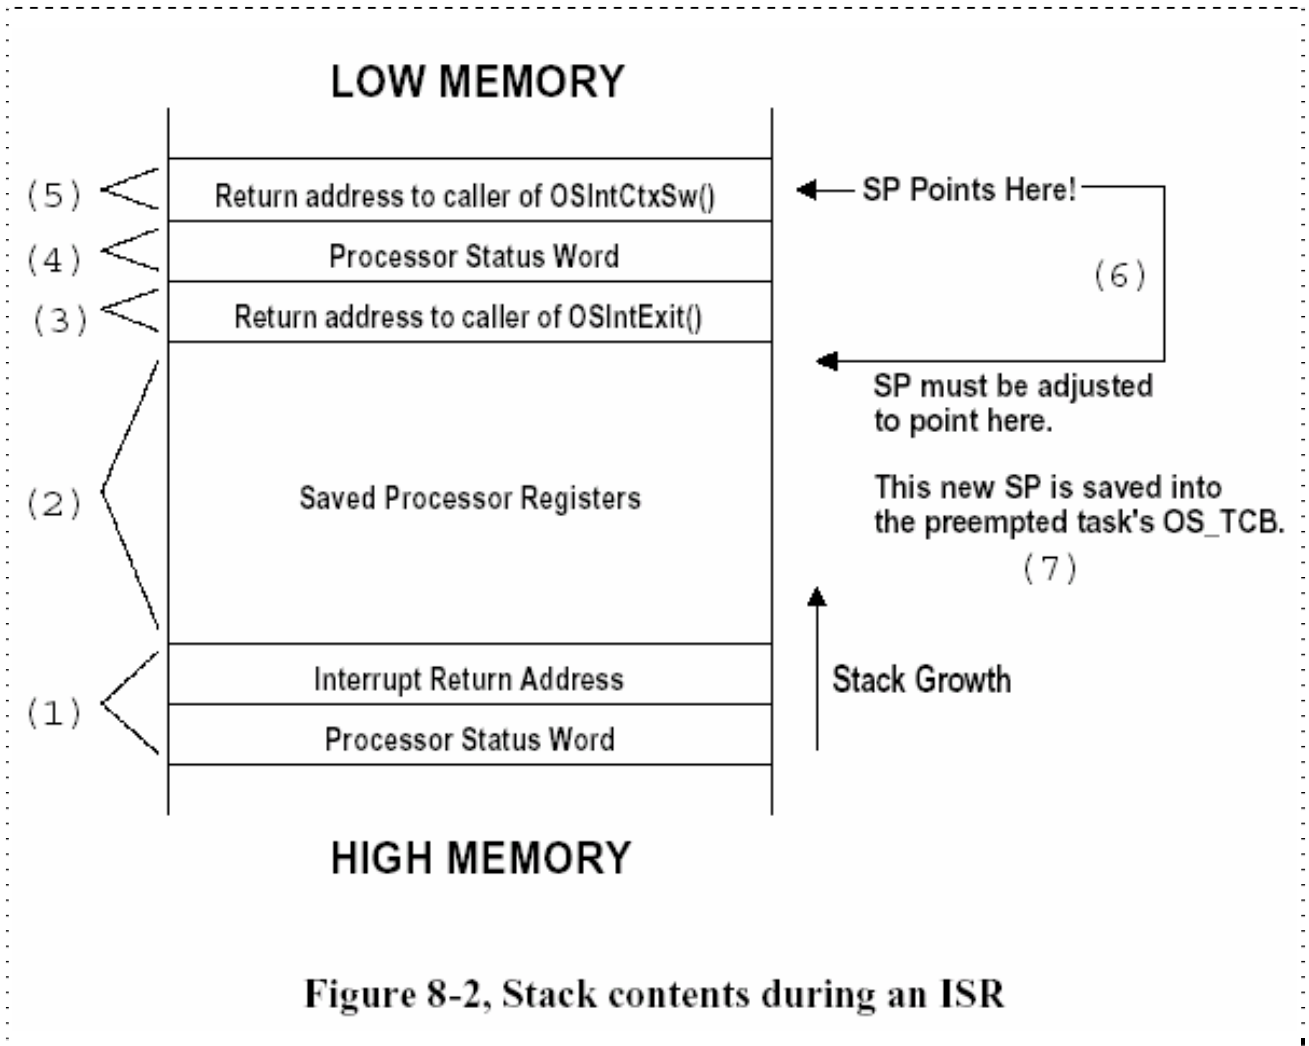 LOW MEMORY
(5)
Return address to caller of OSIntCtxSw()
SP Points Here!
(4)
Processor Status Word
(6)
(3)
Return address to caller of OSIntExit()
SP must be adjusted
to point here.
(2)
Saved Processor Registers
This new SP is saved into
the preempted task's OS_TCB.
(7)
(1)
Interrupt Return Address
Stack Growth
Processor Status Word
HIGH MEMORY
Figure 8-2, Stack contents during an ISR